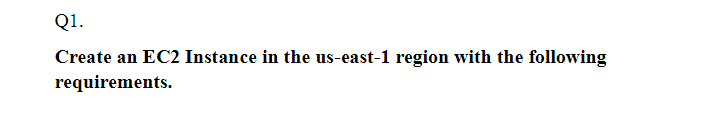 Q1.
Create an EC2 Instance in the us-east-1 region with the following
requirements.